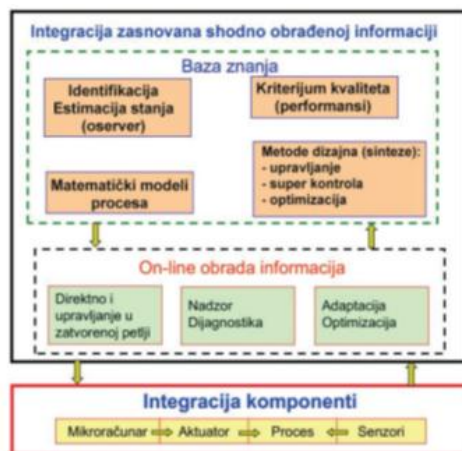 Integracija zasnovana shodno obrađenoj informaciji
Baza znanja
Identifikacija
Estimacija stanja
(oserver)
Kriterijum kvaliteta
(performansi)
Matematički modeli
procesa
Metode dizajna (sinteze):
- upravljanje
- super kontrola
- optimizacija
On-line obrada informacija
Direktno i
upravljanje u
zatvorenoj petlji
Nadzor
Dijagnostika
Adaptacija
Optimizacija
Integracija komponenti
Mikroračunar
Aktuator
Proces
Senzori